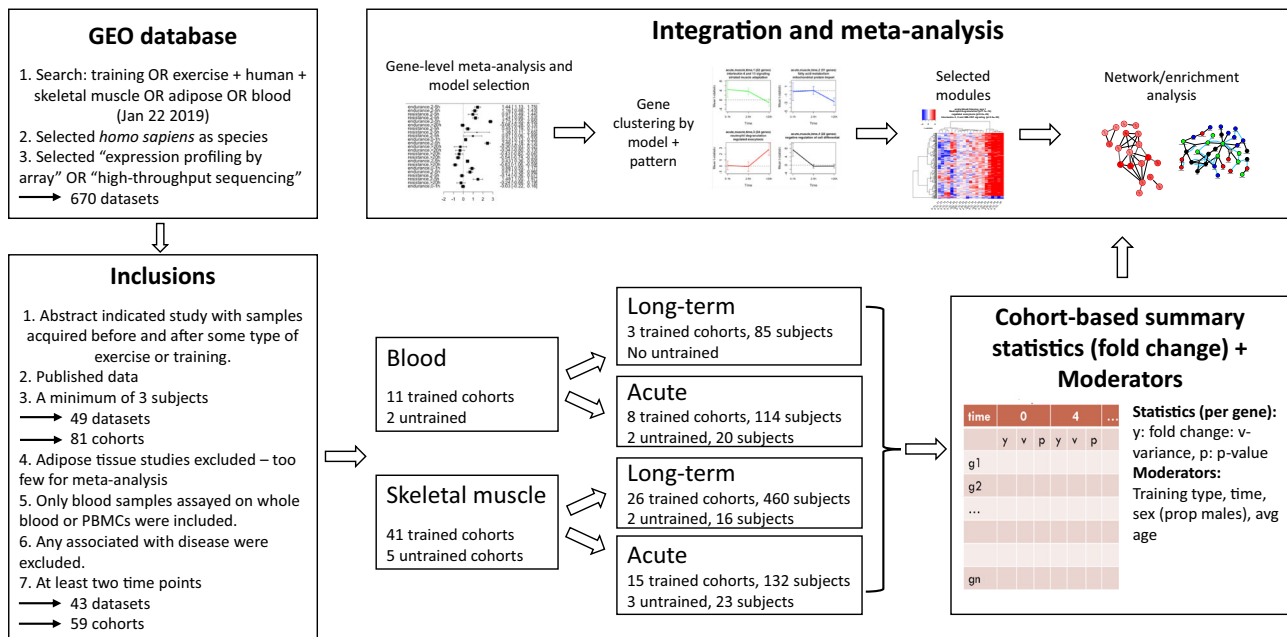 GEO database
1. Search: training OR exercise + human +
skeletal muscle OR adipose OR blood
(Jan 22 2019)
2. Selected homo sapiens as species
3. Selected “expression profiling by
array” OR “high-throughput sequencing”
670 datasets
Inclusions
1. Abstract indicated study with samples
acquired before and after some type of
exercise or training.
2. Published data
3. A minimum of 3 subjects
49 datasets
81 cohorts
4. Adipose tissue studies excluded – too
few for meta-analysis
5. Only blood samples assayed on whole
blood or PBMCs were included.
6. Any associated with disease were
excluded.
7. At least two time points
43 datasets
59 cohorts
Blood
11 trained cohorts
2 untrained
Skeletal muscle
41 trained cohorts
5 untrained cohorts
Long-term
3 trained cohorts, 85 subjects
No untrained
Acute
8 trained cohorts, 114 subjects
2 untrained, 20 subjects
Long-term
26 trained cohorts, 460 subjects
2 untrained, 16 subjects
Acute
15 trained cohorts, 132 subjects
3 untrained, 23 subjects
Cohort-based summary
statistics (fold change) +
Moderators
time 0 4 ...
y v p y v p
g1
g2
...
gn
Statistics (per gene):
y: fold change: v-
variance, p: p-value
Moderators:
Training type, time,
sex (prop males), avg
age
Integration and meta-analysis
Gene-level meta-analysis and
model selection
-2 -1 0 1 2 3
Gene
clustering by
model +
pattern
Time
Time
Time
Time
Selected
modules
Network/enrichment
analysis